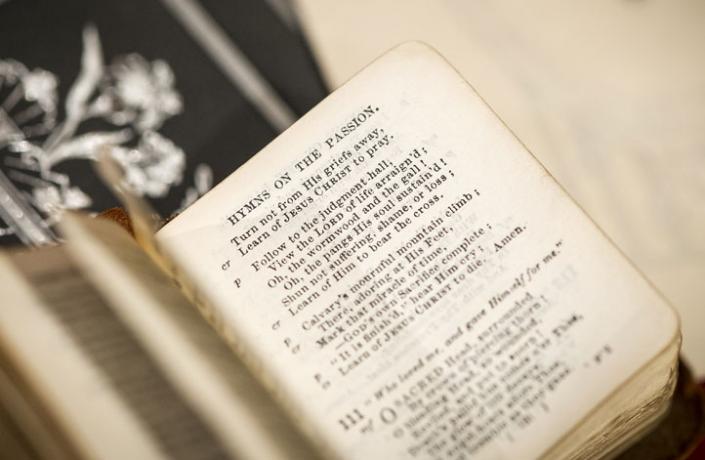 HYMNS ON THE PASSION.
Turn not from His griefs away,
cr Learn of JESUS CHRIST to pray.
p Follow to the judgment-hall,
View the LORD of life arraign'd;
Oh, the wormwood and the gall!
Oh, the pangs His soul sustain'd!
Shun not suffering, shame, or loss;
cr Learn of Him to bear the cross.
p Calvary's mournful mountain climb;
cr There, adoring at His Feet,
Mark that miracle of time,
—GOD's own Sacrifice complete,
p "It is finish'd," hear Him cry;
cr Learn of JESUS CHRIST to die. Amen.
111 "Who loved me, and gave Himself for me."
O SACRED Head, surrounded